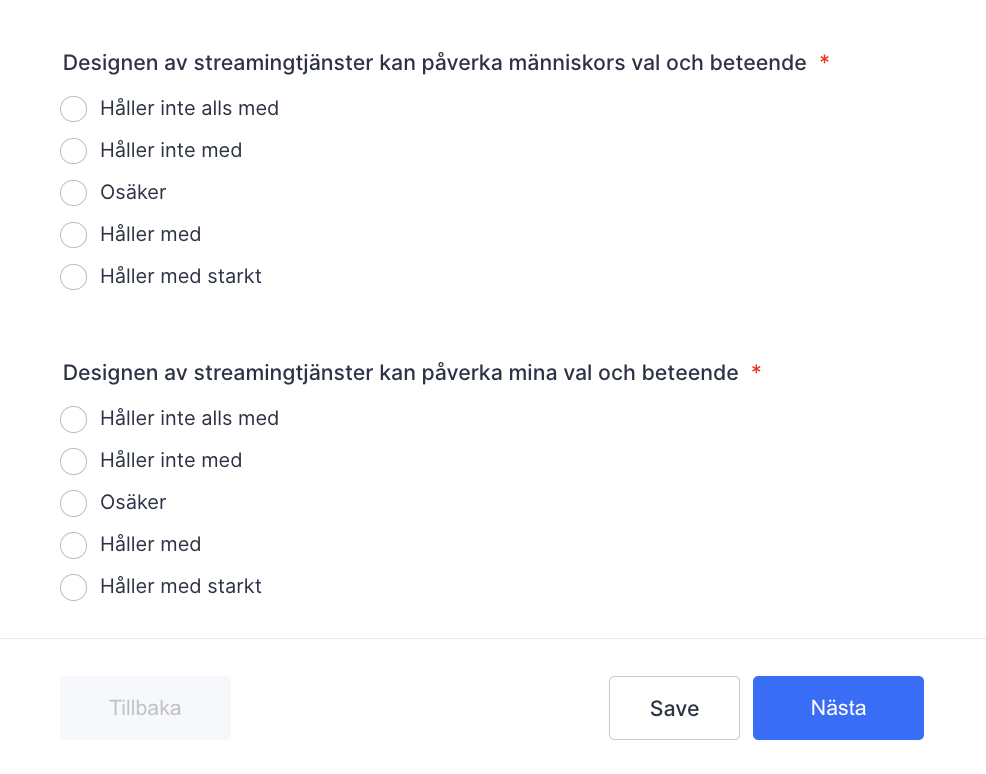 Designen av streamingtjänster kan påverka människors val och beteende *
Håller inte alls med
Håller inte med
Osäker
Håller med
Håller med starkt
Designen av streamingtjänster kan påverka mina val och beteende *
Håller inte alls med
Håller inte med
Osäker
Håller med
Håller med starkt
Tillbaka Save Nästa